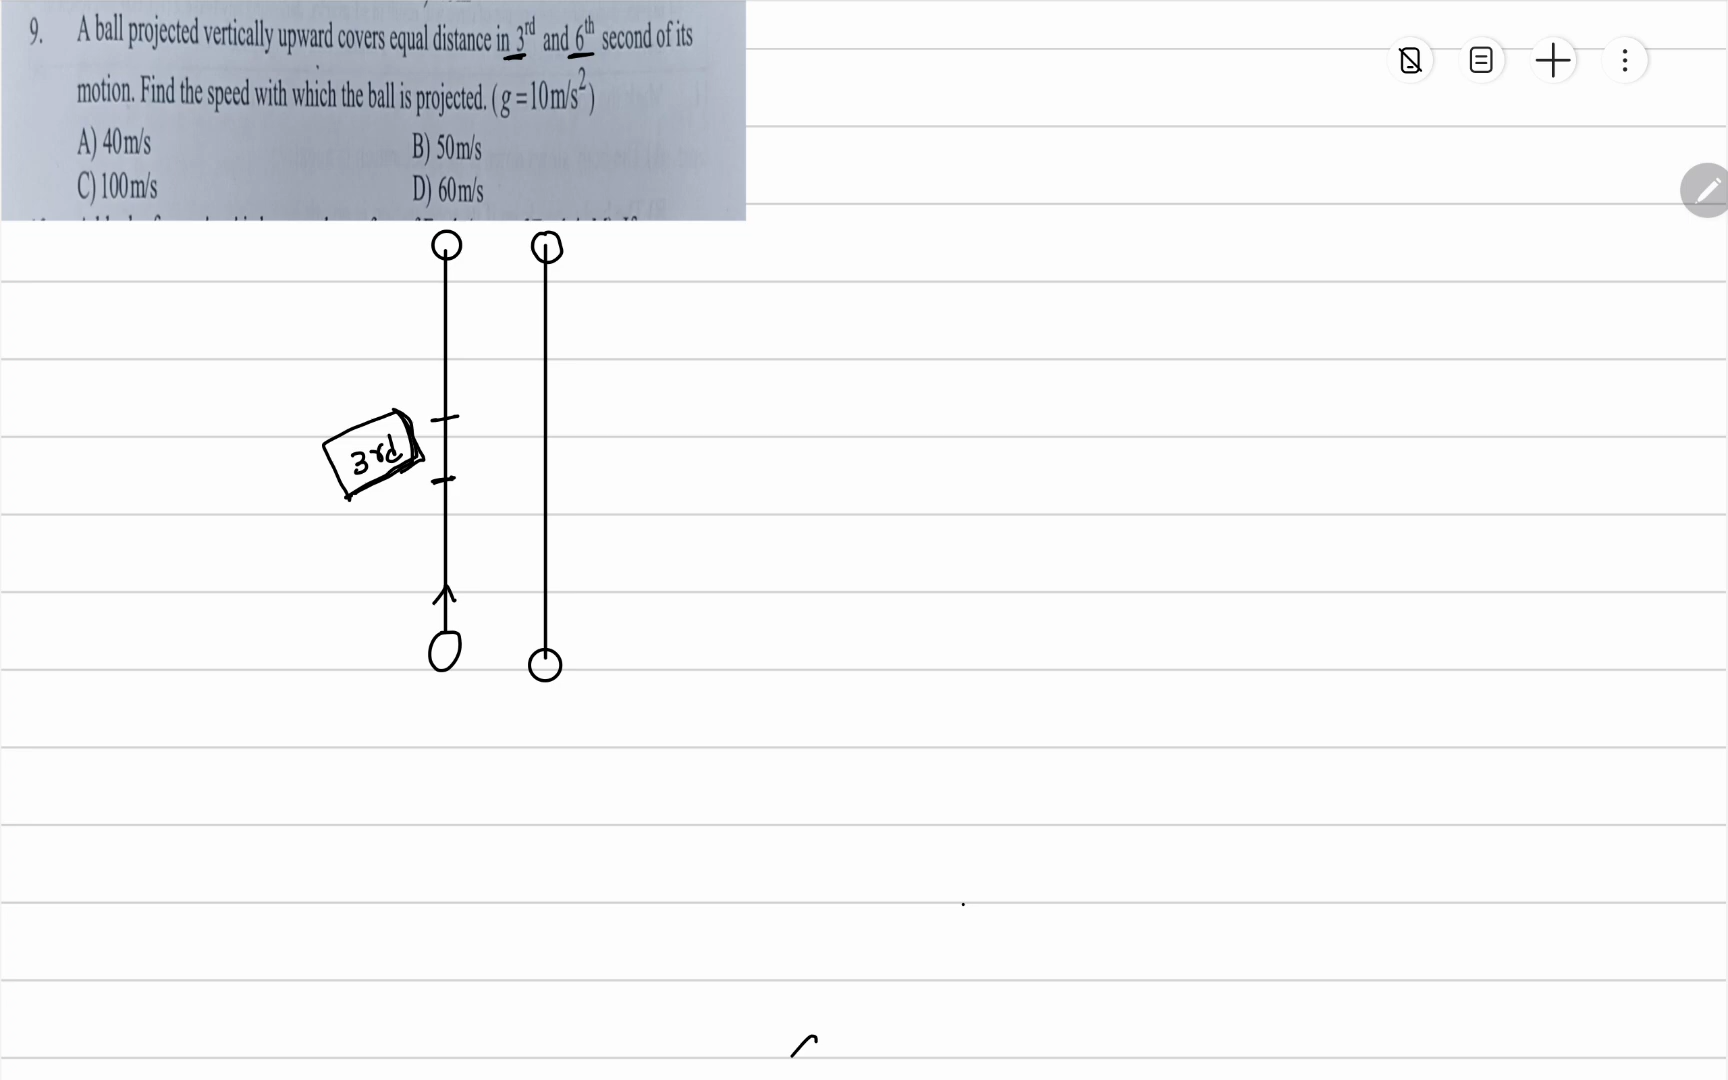 9. A ball projected vertically upward covers equal distance in 3rd and 6th second of its
motion. Find the speed with which the ball is projected. (g = 10m/s²)
A) 40m/s B) 50m/s
C) 100m/s D) 60m/s
3rd